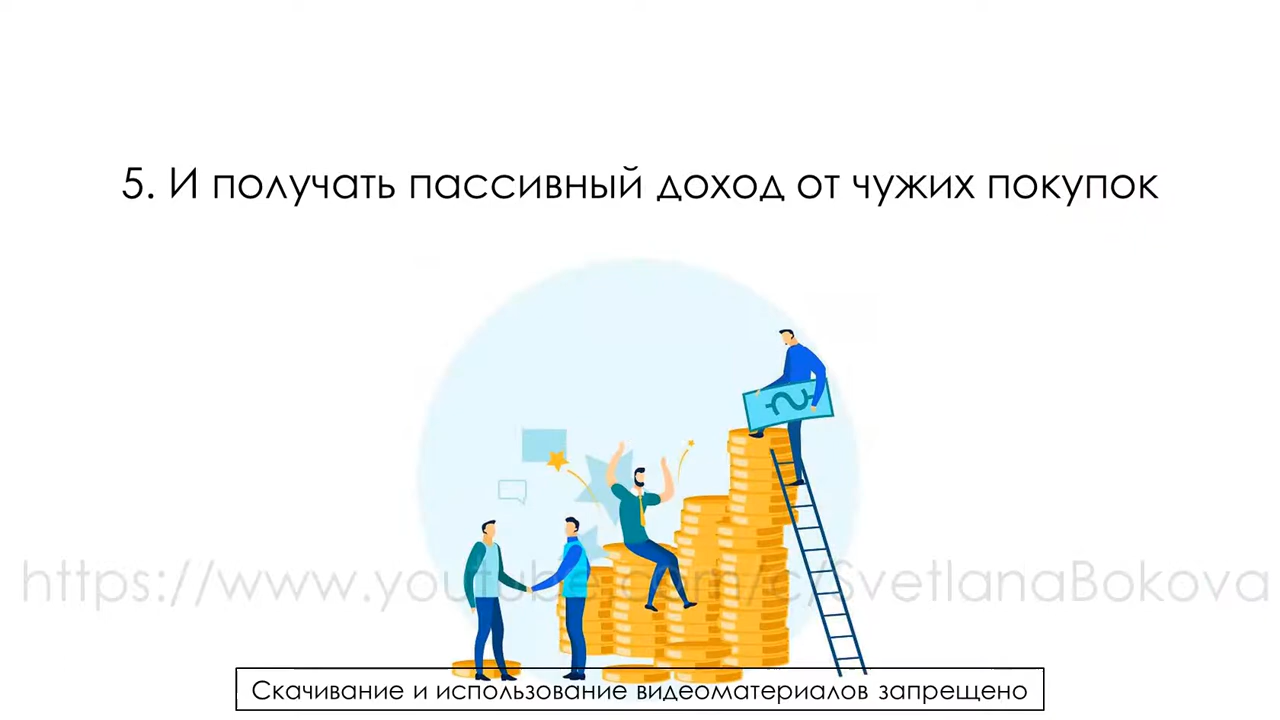 5. И получать пассивный доход от чужих покупок
https://www.youtube.com/c/SvetlanaBokova
Скачивание и использование видеоматериалов запрещено